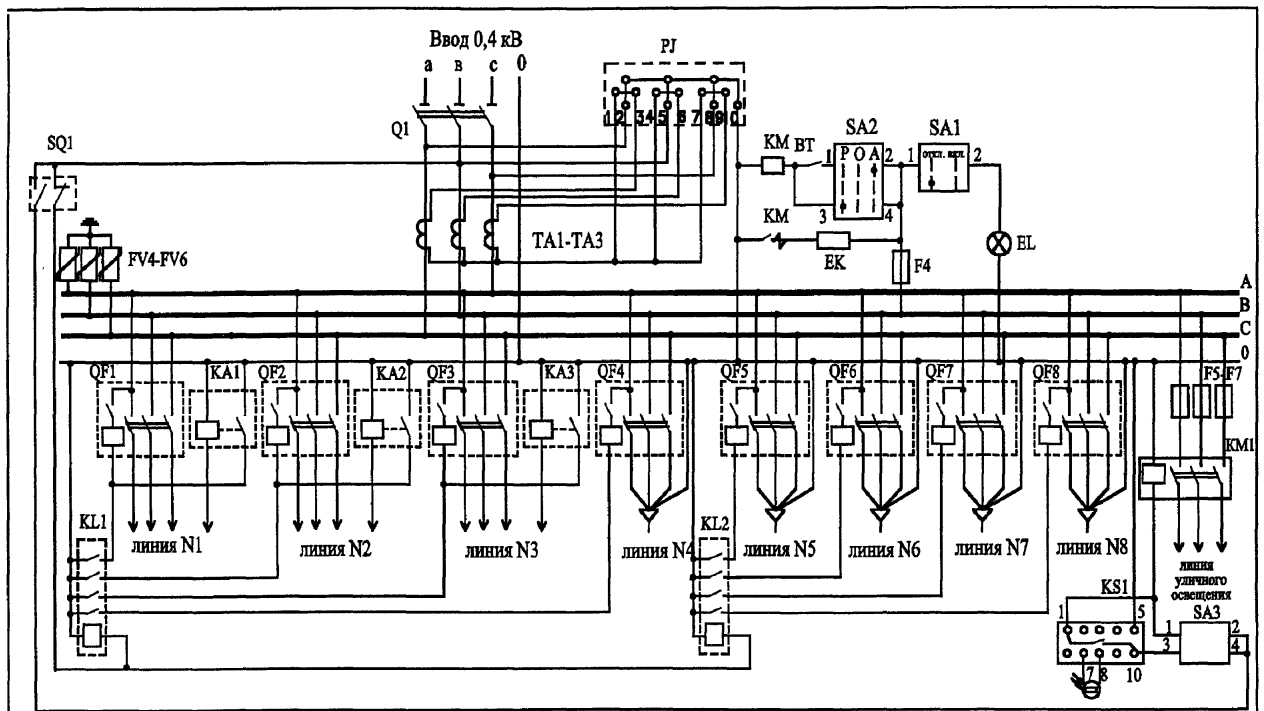 Ввод 0,4 кВ
а в с 0
PJ
Q1
1 2 3 4 5 6 7 8 9 0
SQ1
KM BT
SA2
P O A
1 2
3 4
SA1
откл. вкл.
1 2
KM
EK
F4
EL
TA1-TA3
FV4-FV6
A
B
C
0
QF1 KA1 QF2 KA2 QF3 KA3 QF4 QF5 QF6 QF7 QF8 F5-F7
KM1
KL1
KL2
линия N1 линия N2 линия N3 линия N4 линия N5 линия N6 линия N7 линия N8
линия
уличного
освещения
KS1
1 5
7 8 10
SA3
1 2
3 4